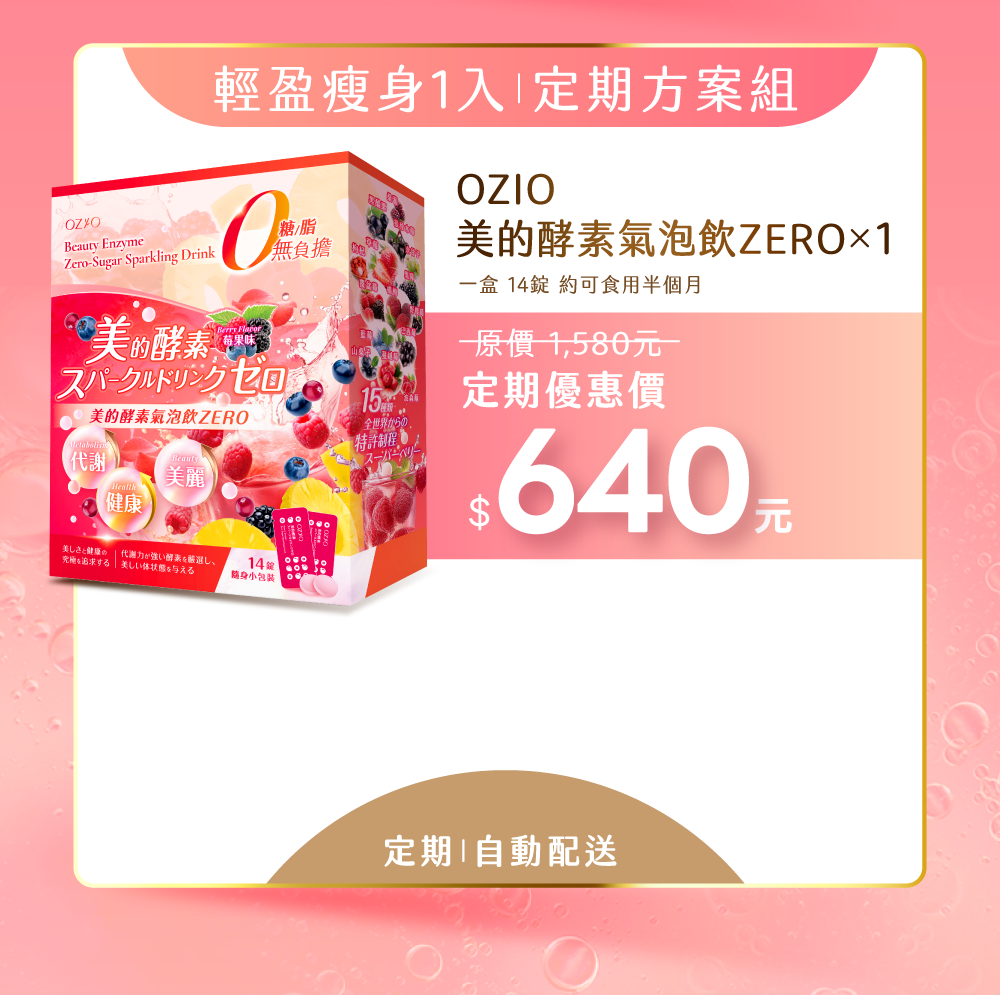 輕盈瘦身1入|定期方案組
OZIO
美的酵素氣泡飲ZERO×1
一盒 14錠 約可食用半個月
原價 1,580元
定期優惠價
$640元
OZIO
Beauty Enzyme
Zero-Sugar Sparkling Drink
0糖/脂
無負擔
Berry Flavor
莓果味
美的酵素
スパークルドリンクゼロ
美的酵素氣泡飲ZERO
Metabolism
代謝
Beauty
美麗
Health
健康
美しさと健康の
究極を追求する
代謝力が強い酵素を厳選し、
美しい体状態を与える
14錠
隨身小包裝
15種類
全世界からの
特許制程
スーパーベリー
定期|自動配送